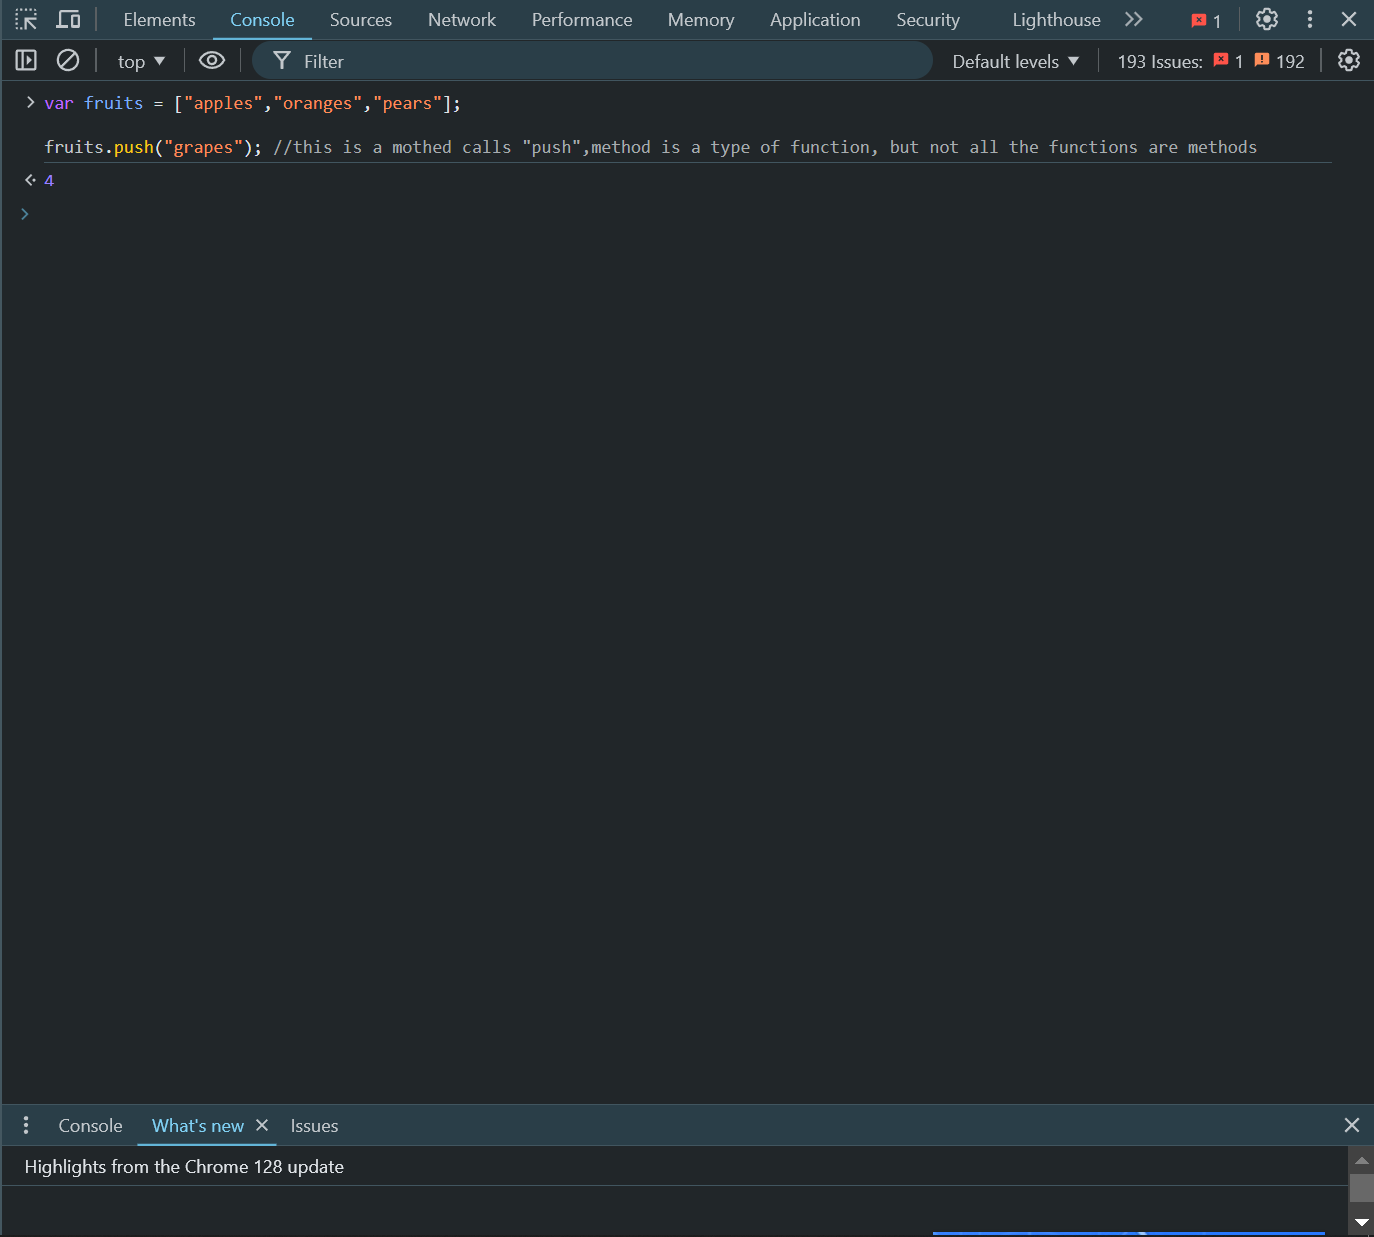 Elements Console Sources Network Performance Memory Application Security Lighthouse 1
top Filter Default levels 193 Issues: 1 192
var fruits = ["apples","oranges","pears"];
fruits.push("grapes"); //this is a mothed calls "push",method is a type of function, but not all the functions are methods
4
Console What's new Issues
Highlights from the Chrome 128 update